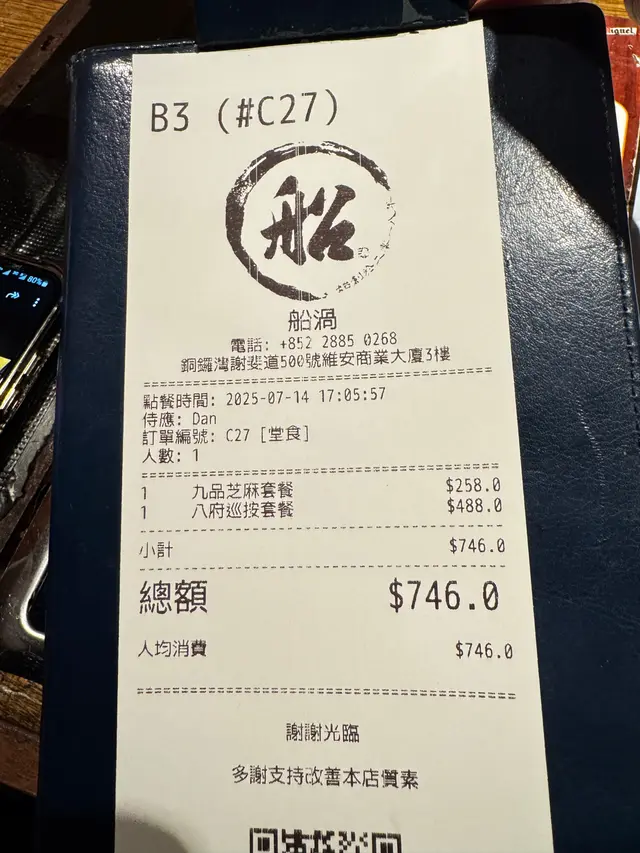 B3 (#C27)
船
船渦
電話: +852 2885 0268
銅鑼灣謝斐道500號維安商業大廈3樓
點餐時間: 2025-07-14 17:05:57
侍應: Dan
訂單編號: C27 [堂食]
人數: 1
1 九品芝麻套餐 $258.0
1 八府巡按套餐 $488.0
小計 $746.0
總額 $746.0
人均消費 $746.0
謝謝光臨
多謝支持改善本店質素
80%